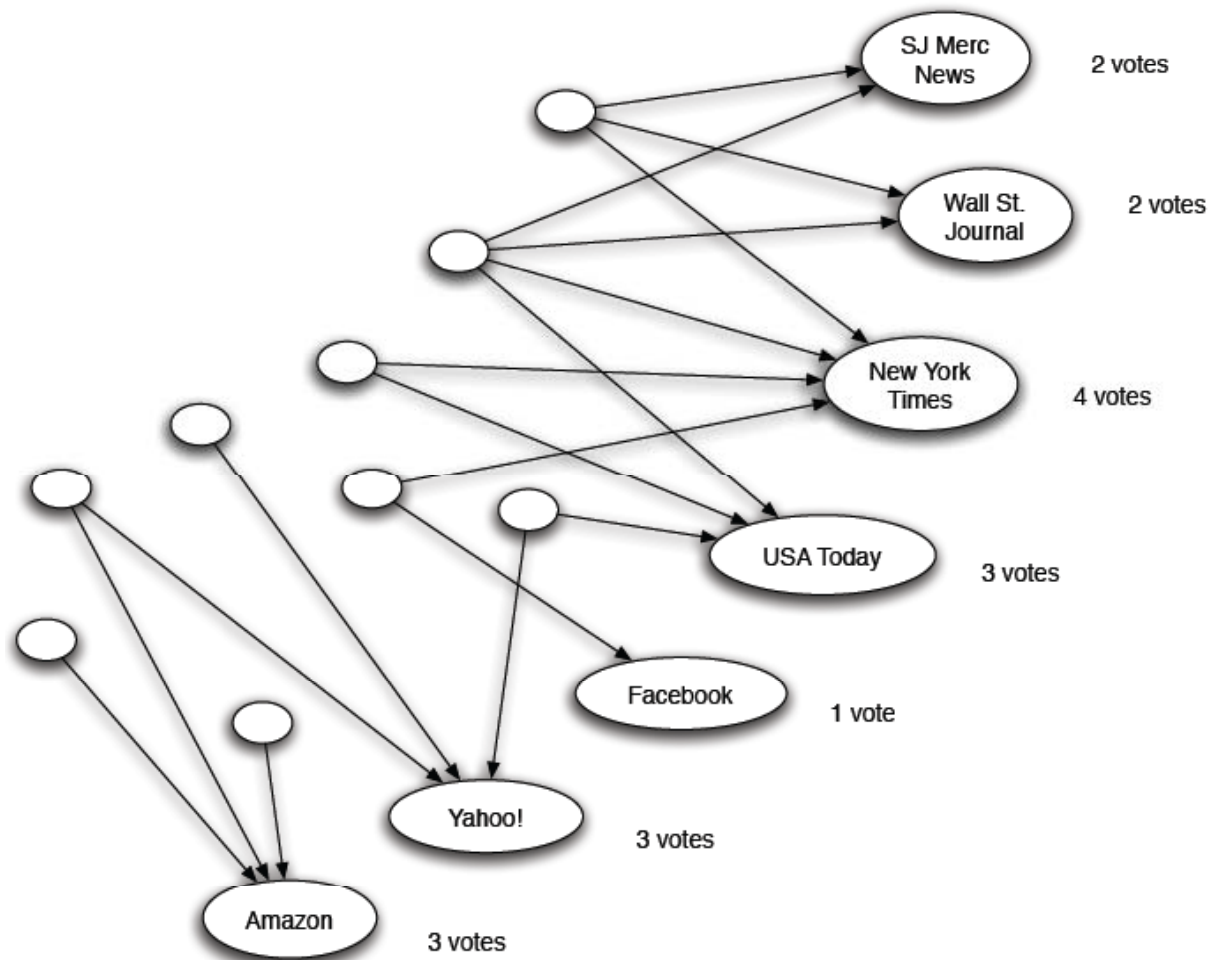 SJ Merc
News
2 votes
Wall St.
Journal
2 votes
New York
Times
4 votes
USA Today
3 votes
Facebook
1 vote
Yahoo!
3 votes
Amazon
3 votes